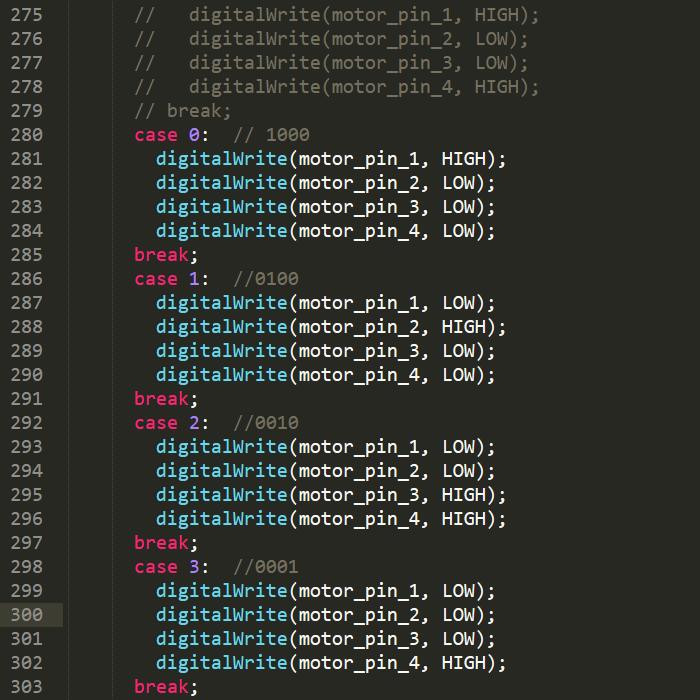 275 //   digitalWrite(motor_pin_1, HIGH);
276 //   digitalWrite(motor_pin_2, LOW);
277 //   digitalWrite(motor_pin_3, LOW);
278 //   digitalWrite(motor_pin_4, HIGH);
279 // break;
280 case 0:  // 1000
281   digitalWrite(motor_pin_1, HIGH);
282   digitalWrite(motor_pin_2, LOW);
283   digitalWrite(motor_pin_3, LOW);
284   digitalWrite(motor_pin_4, LOW);
285 break;
286 case 1:  //0100
287   digitalWrite(motor_pin_1, LOW);
288   digitalWrite(motor_pin_2, HIGH);
289   digitalWrite(motor_pin_3, LOW);
290   digitalWrite(motor_pin_4, LOW);
291 break;
292 case 2:  //0010
293   digitalWrite(motor_pin_1, LOW);
294   digitalWrite(motor_pin_2, LOW);
295   digitalWrite(motor_pin_3, HIGH);
296   digitalWrite(motor_pin_4, HIGH);
297 break;
298 case 3:  //0001
299   digitalWrite(motor_pin_1, LOW);
300   digitalWrite(motor_pin_2, LOW);
301   digitalWrite(motor_pin_3, LOW);
302   digitalWrite(motor_pin_4, HIGH);
303 break;